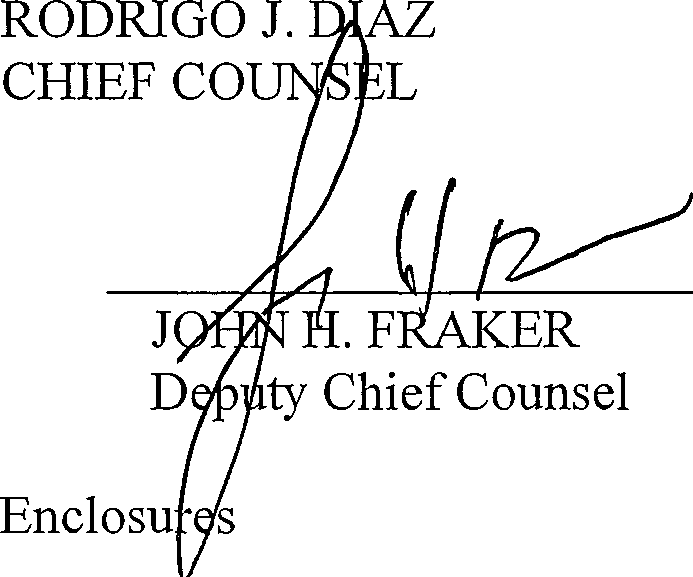 RODRIGO J. DIAZ
CHIEF COUNSEL
JOHN H. FRAKER
Deputy Chief Counsel
Enclosures